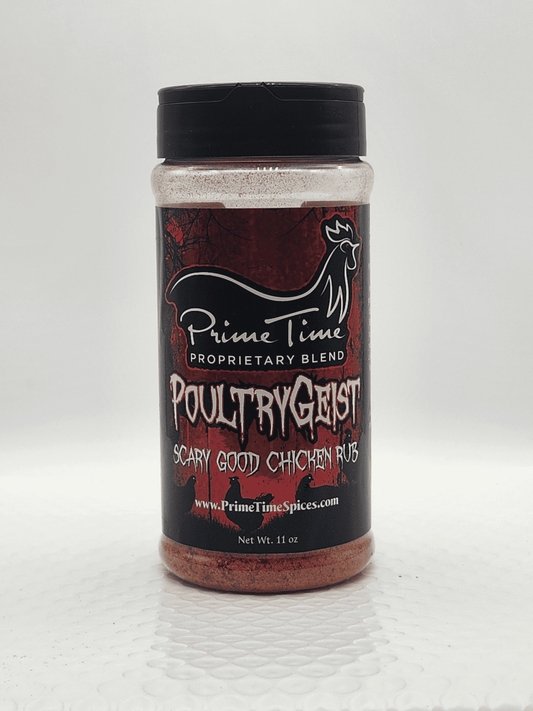 Prime Time
PROPRIETARY BLEND
POULTRYGEIST
SCARY GOOD CHICKEN RUB
www.PrimeTimeSpices.com
Net Wt. 11 oz